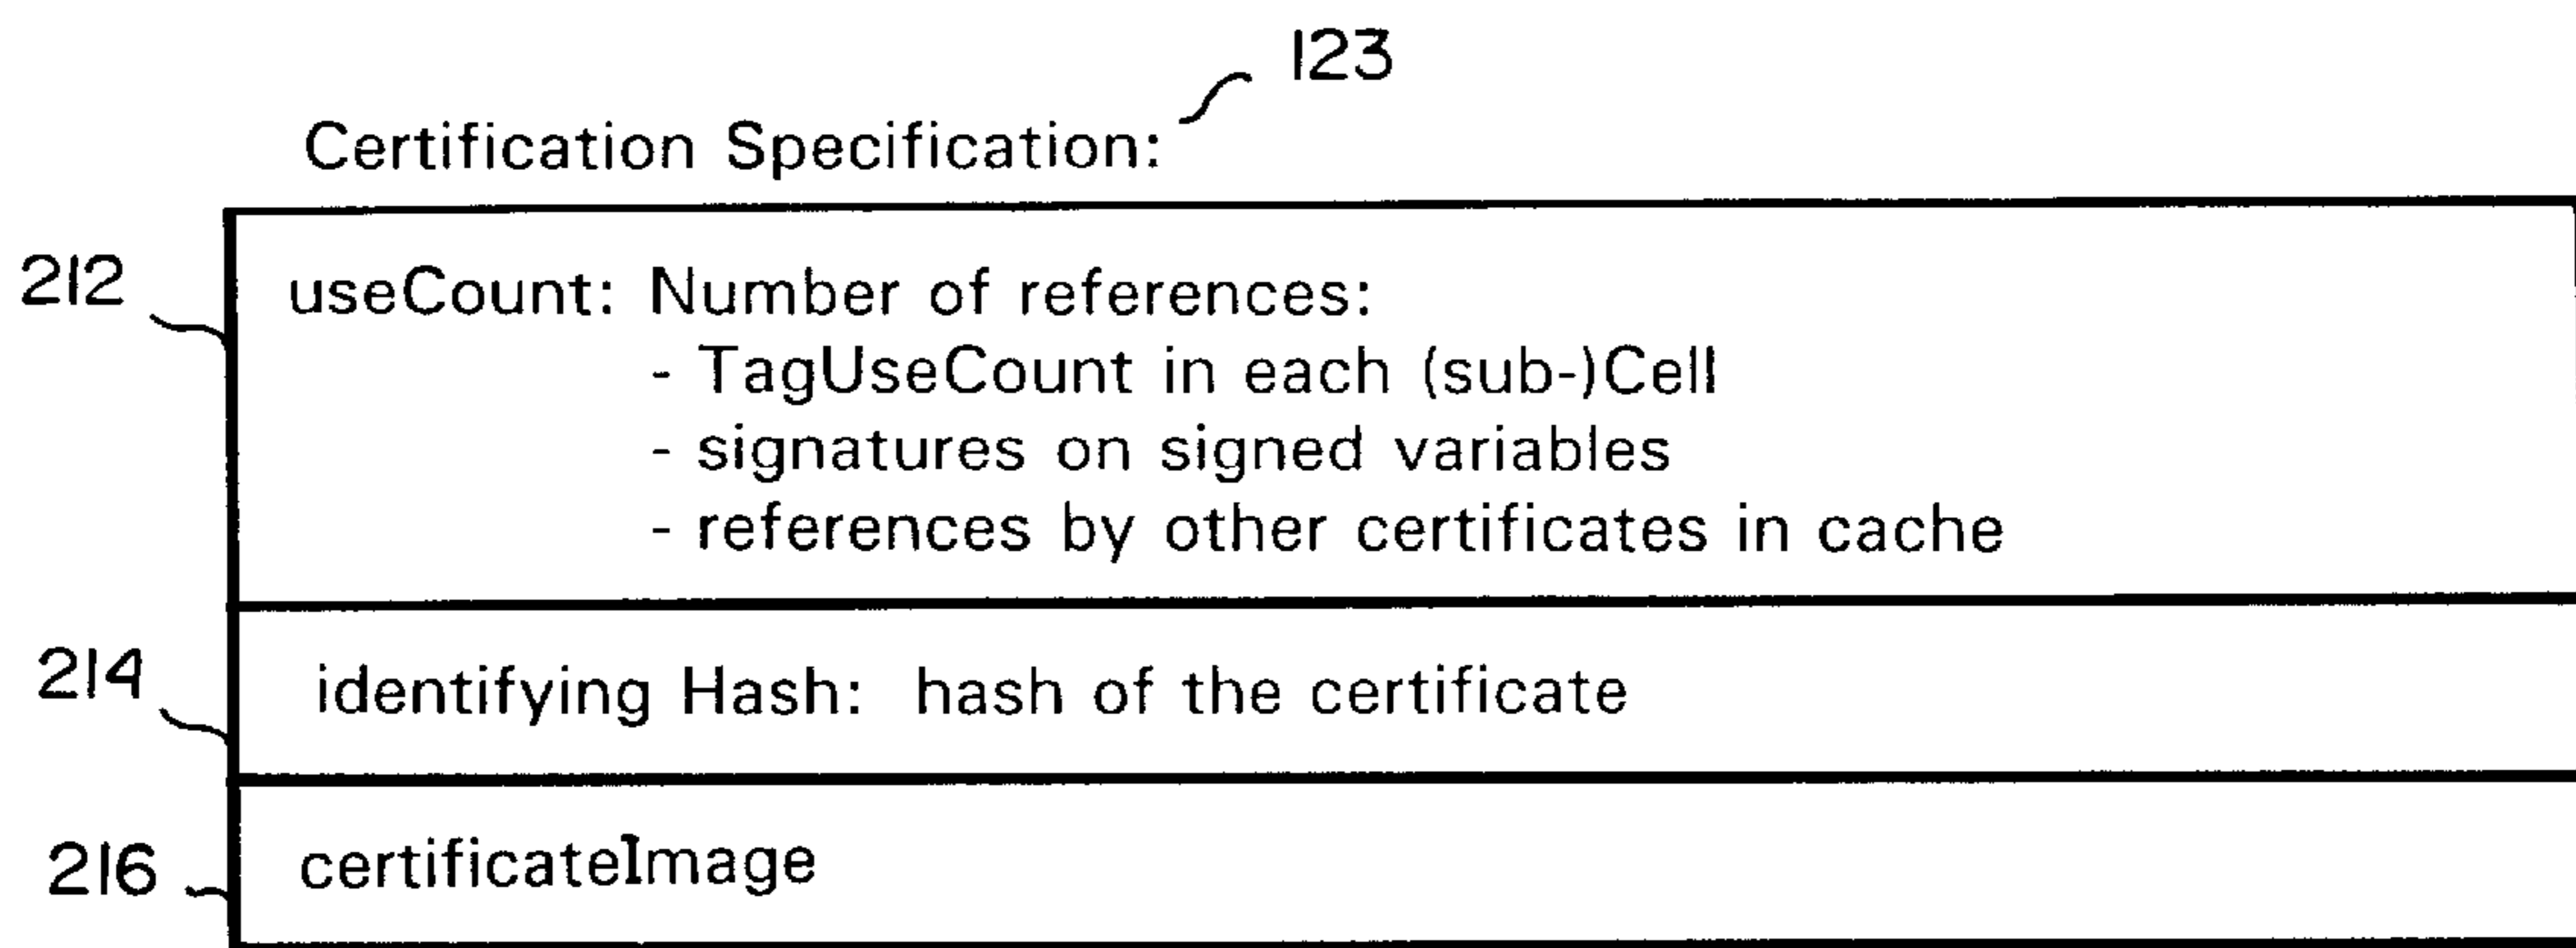 123
Certification Specification:
212
useCount: Number of references:
- TagUseCount in each (sub-)Cell
- signatures on signed variables
- references by other certificates in cache
214
identifying Hash: hash of the certificate
216
certificateImage